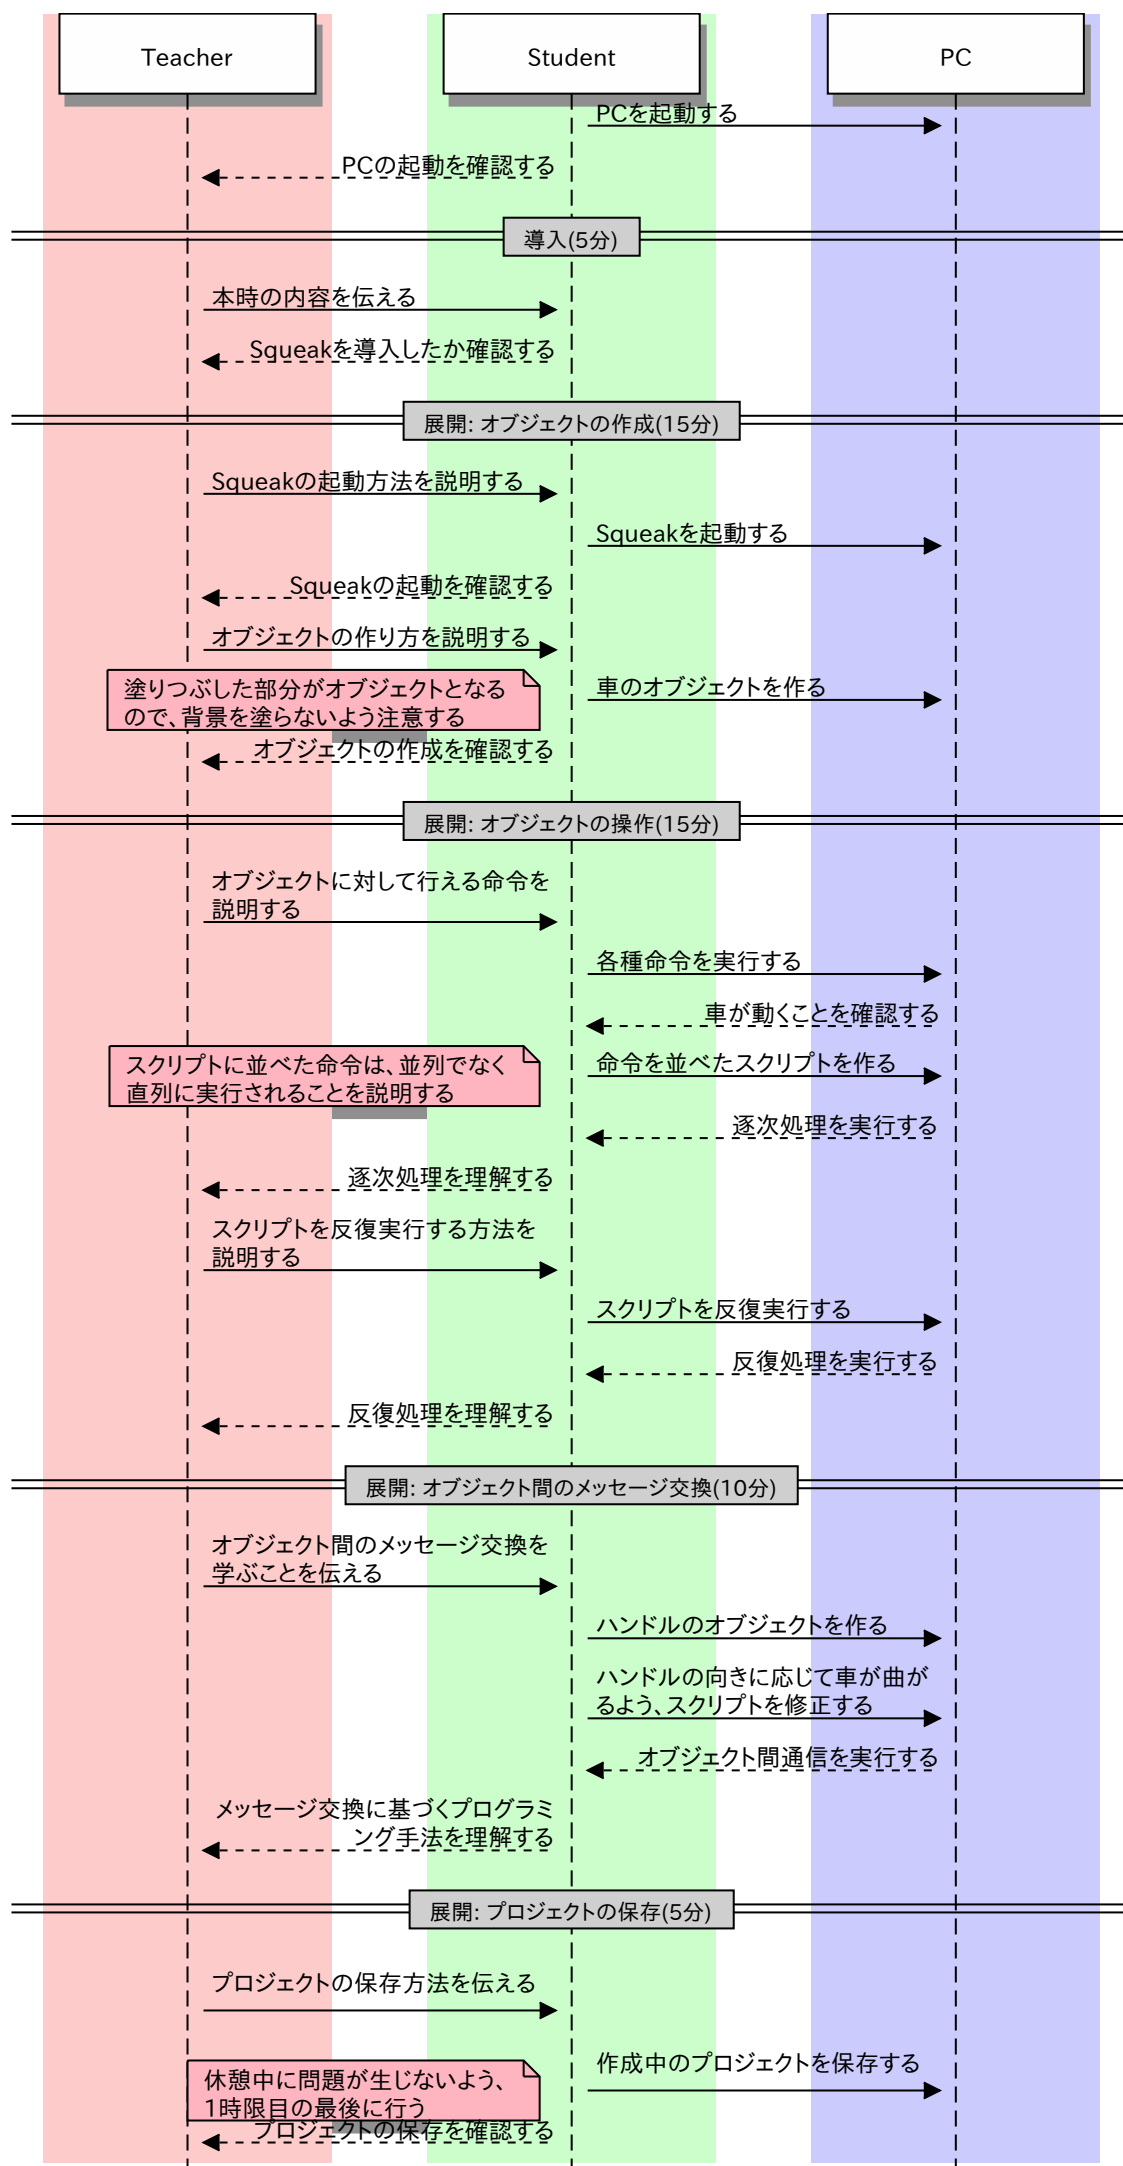 Teacher
Student
PC
PCを起動する
PCの起動を確認する
導入(5分)
本時の内容を伝える
Squeakを導入したか確認する
展開: オブジェクトの作成(15分)
Squeakの起動方法を説明する
Squeakを起動する
Squeakの起動を確認する
オブジェクトの作り方を説明する
塗りつぶした部分がオブジェクトとなる
ので、背景を塗らないよう注意する
車のオブジェクトを作る
オブジェクトの作成を確認する
展開: オブジェクトの操作(15分)
オブジェクトに対して行える命令を
説明する
各種命令を実行する
車が動くことを確認する
スクリプトに並べた命令は、並列でなく
直列に実行されることを説明する
命令を並べたスクリプトを作る
逐次処理を実行する
逐次処理を理解する
スクリプトを反復実行する方法を
説明する
スクリプトを反復実行する
反復処理を実行する
反復処理を理解する
展開: オブジェクト間のメッセージ交換(10分)
オブジェクト間のメッセージ交換を
学ぶことを伝える
ハンドルのオブジェクトを作る
ハンドルの向きに応じて車が曲が
るよう、スクリプトを修正する
オブジェクト間通信を実行する
メッセージ交換に基づくプログラミ
ング手法を理解する
展開: プロジェクトの保存(5分)
プロジェクトの保存方法を伝える
作成中のプロジェクトを保存する
休憩中に問題が生じないよう、
1時限目の最後に行う
プロジェクトの保存を確認する